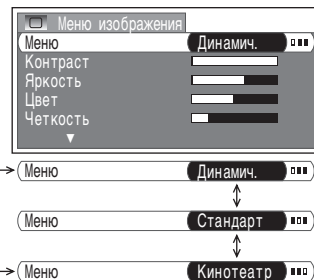 Меню изображения
Меню Динамич.
Контраст
Яркость
Цвет
Четкость
Меню Динамич.
Меню Стандарт
Меню Кинотеатр